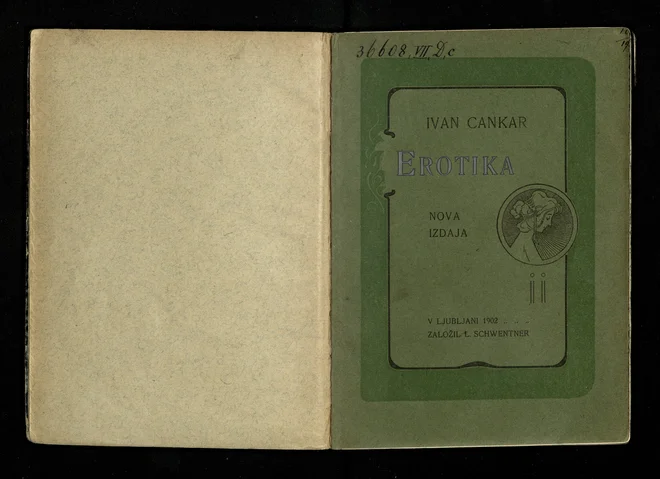 36608, VII, D, c
IVAN CANKAR
EROTIKA
NOVA
IZDAJA
V LJUBLJANI 1902 . . .
ZALOŽIL L. SCHWENTNER